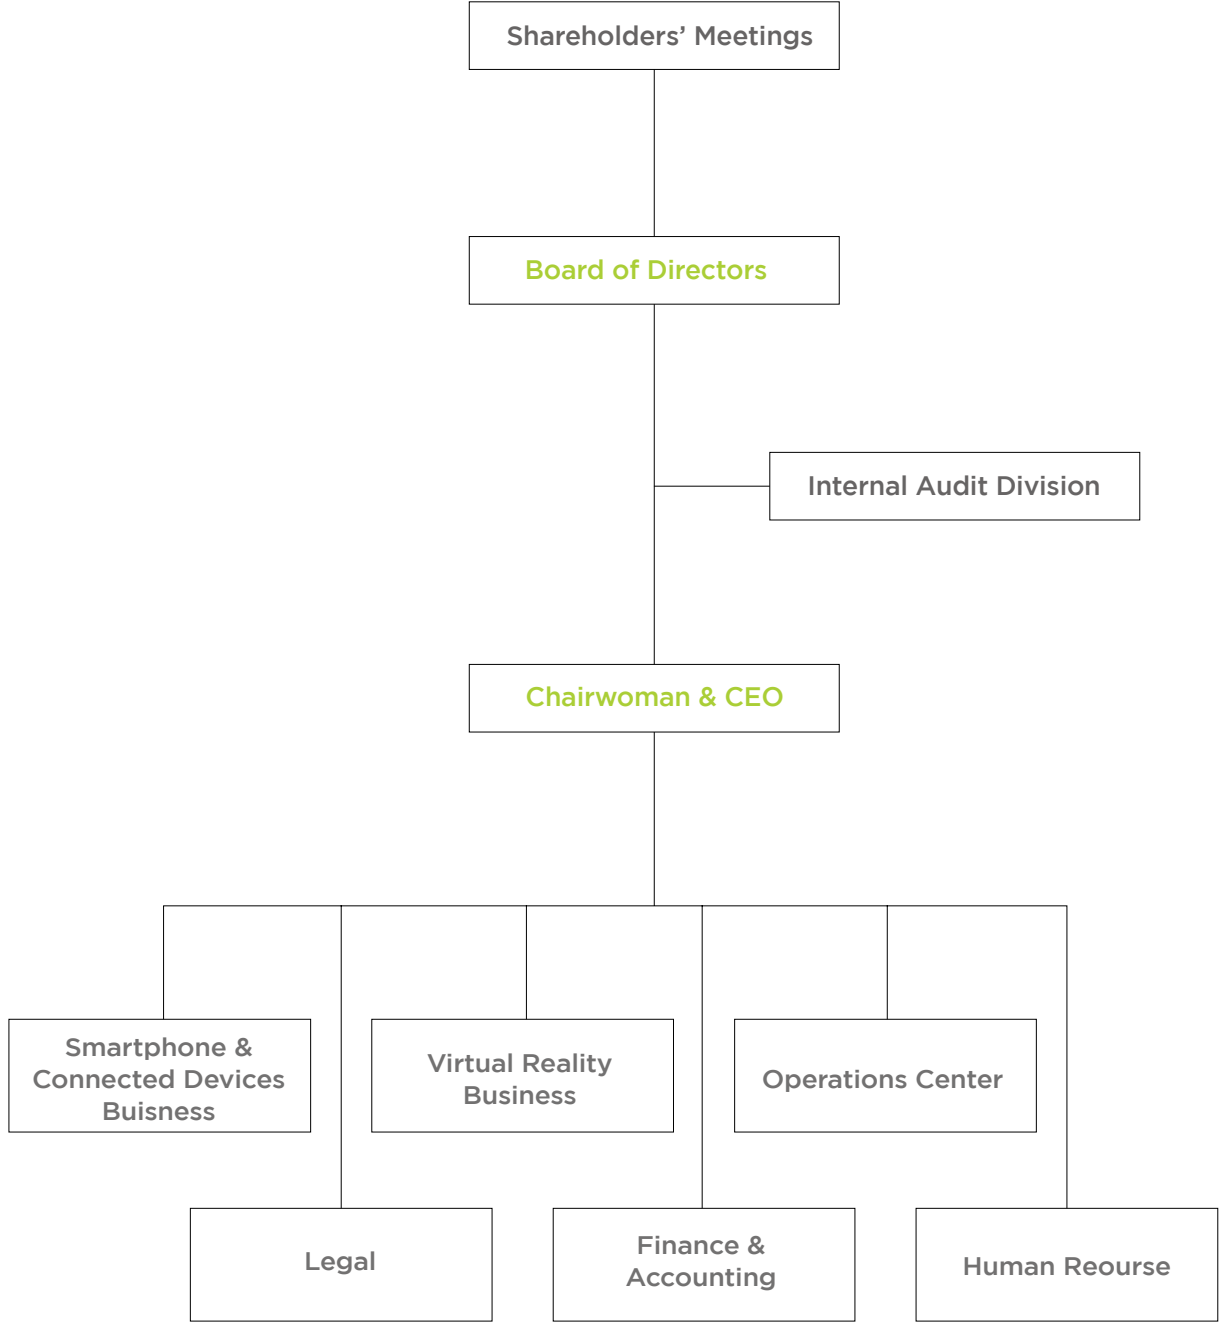 Shareholders’ Meetings
Board of Directors
Internal Audit Division
Chairwoman & CEO
Smartphone &
Connected Devices
Buisness
Virtual Reality
Business
Operations Center
Legal
Finance &
Accounting
Human Reourse